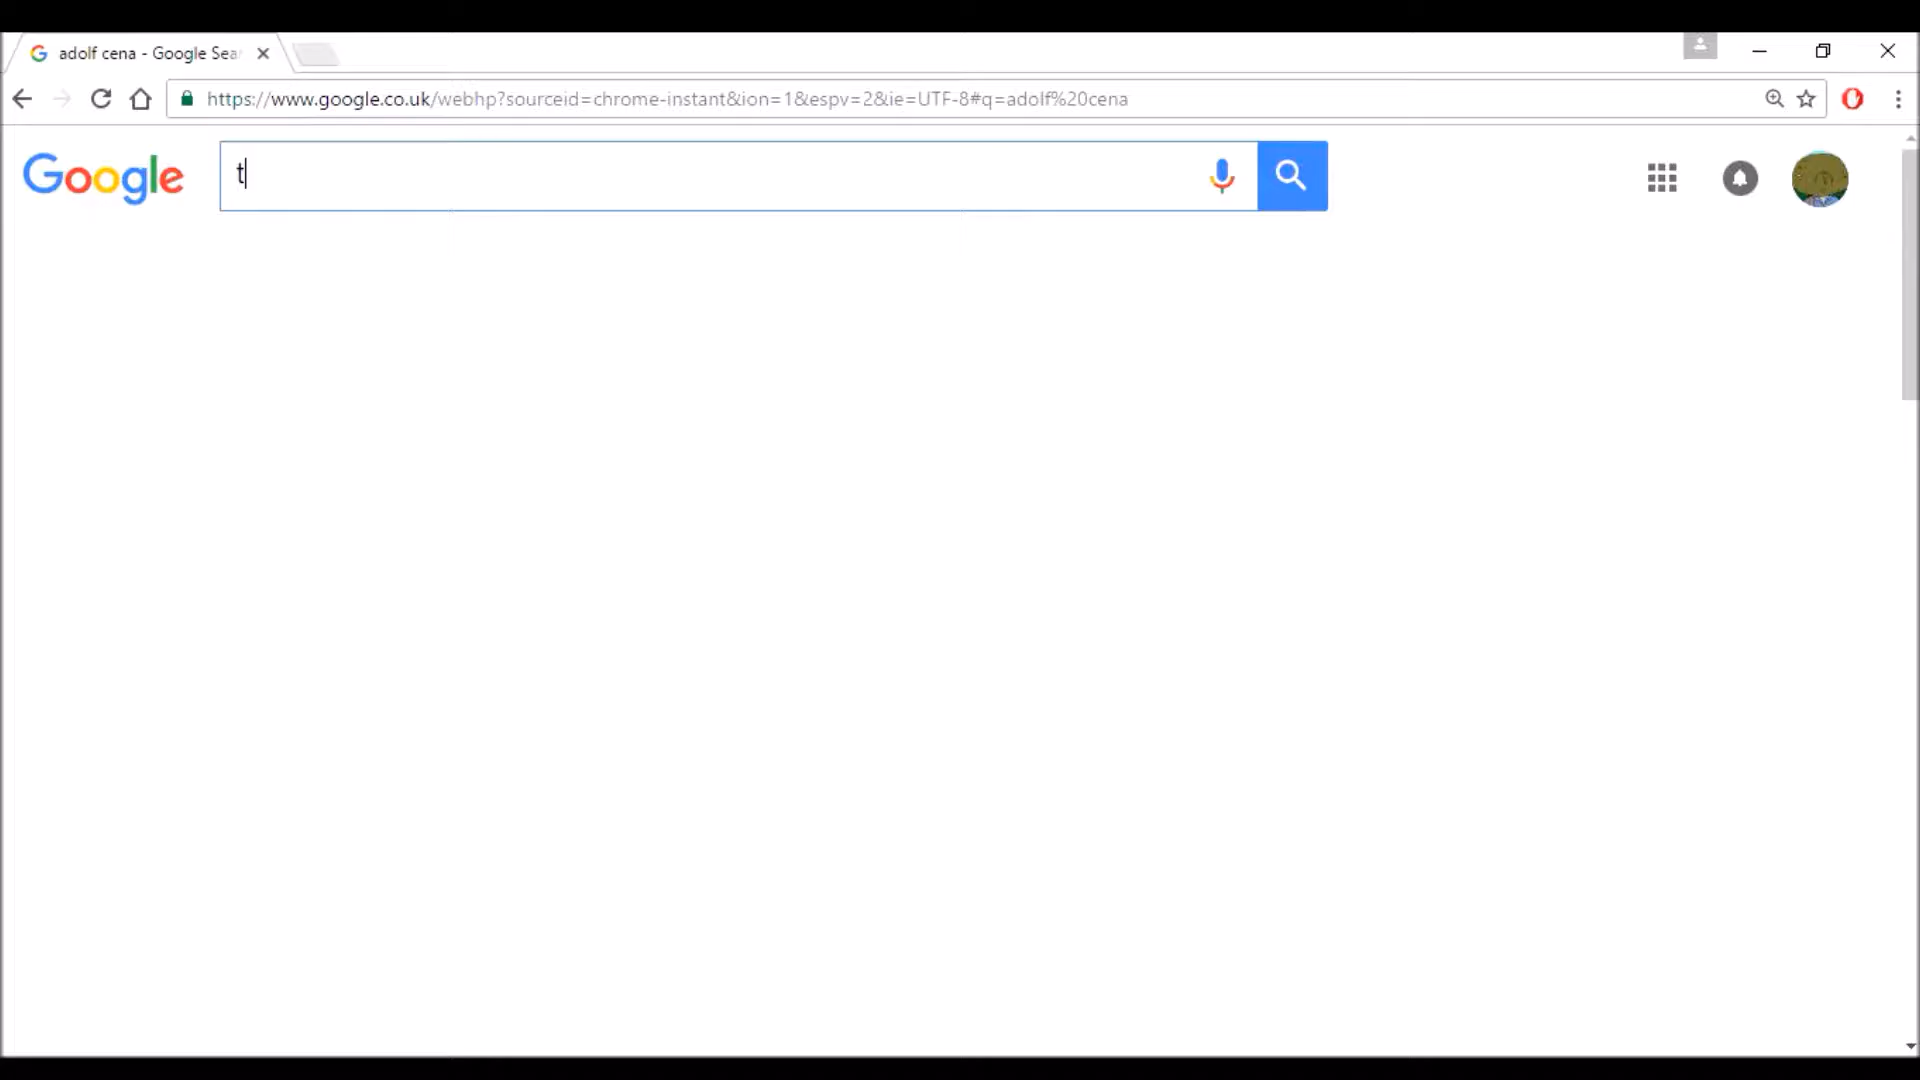 adolf cena - Google Sea
https://www.google.co.uk/webhp?sourceid=chrome-instant&ion=1&espv=2&ie=UTF-8#q=adolf%20cena
Google
t